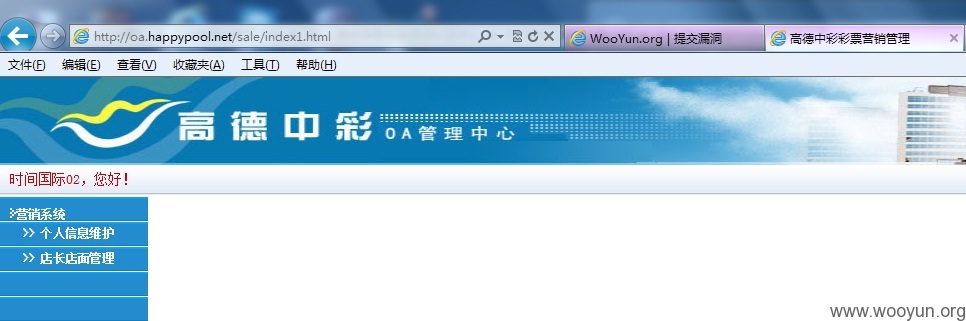 http://oa.happypool.net/sale/index1.html
WooYun.org | 提交漏洞
高德中彩彩票营销管理
文件(F) 编辑(E) 查看(V) 收藏夹(A) 工具(T) 帮助(H)
高德中彩 OA管理中心
时间国际02，您好！
营销系统
>> 个人信息维护
>> 店长店面管理
www.wooyun.org